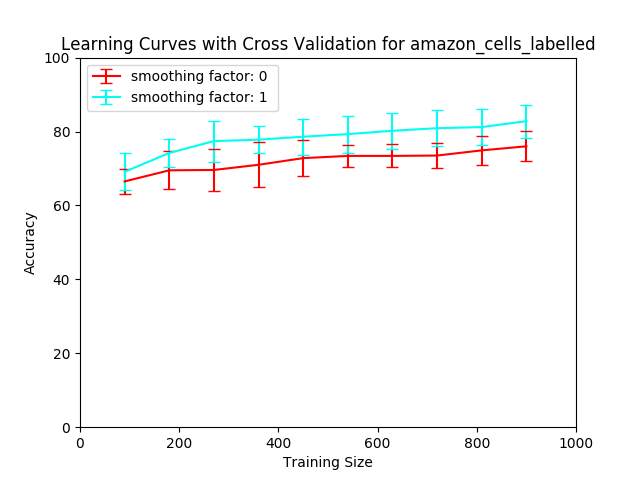 Learning Curves with Cross Validation for amazon_cells_labelled
100
smoothing factor: 0
smoothing factor: 1
80
60
Accuracy
40
20
0
0 200 400 600 800 1000
Training Size